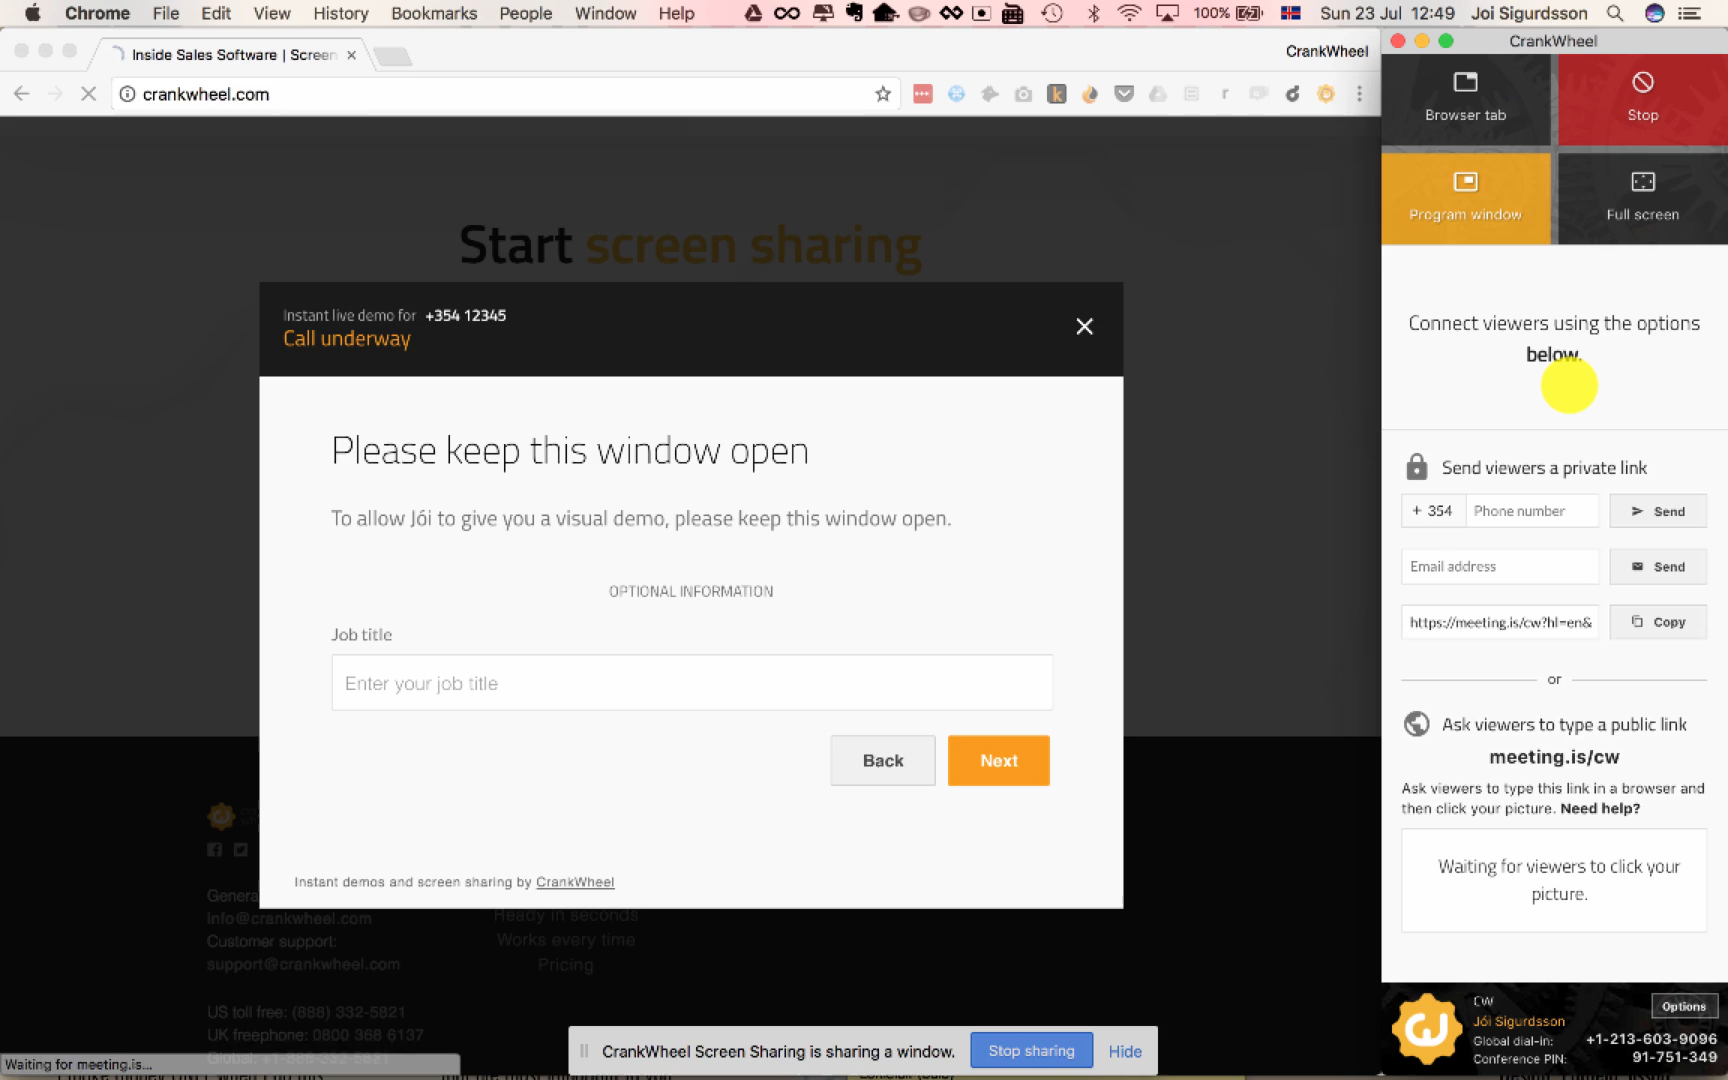 Chrome File Edit View History Bookmarks People Window Help
100% Sun 23 Jul 12:49 Joi Sigurdsson
Inside Sales Software | Screen
CrankWheel
crankwheel.com
Start screen sharing
Instant live demo for +354 12345
Call underway
Please keep this window open
To allow Jói to give you a visual demo, please keep this window open.
OPTIONAL INFORMATION
Job title
Enter your job title
Back
Next
Instant demos and screen sharing by CrankWheel
Genera
info@crankwheel.com
Customer support:
support@crankwheel.com
US toll free: (888) 332-5821
UK freephone: 0800 368 6137
Ready in seconds
Works every time
Pricing
Waiting for meeting.is...
CrankWheel Screen Sharing is sharing a window.
Stop sharing
Hide
CrankWheel
Browser tab
Stop
Program window
Full screen
Connect viewers using the options
below.
Send viewers a private link
+ 354
Phone number
Send
Email address
Send
https://meeting.is/cw?hl=en&
Copy
or
Ask viewers to type a public link
meeting.is/cw
Ask viewers to type this link in a browser and
then click your picture. Need help?
Waiting for viewers to click your
picture.
CW
Options
Jói Sigurdsson
Global dial-in: +1-213-603-9096
Conference PIN: 91-751-349